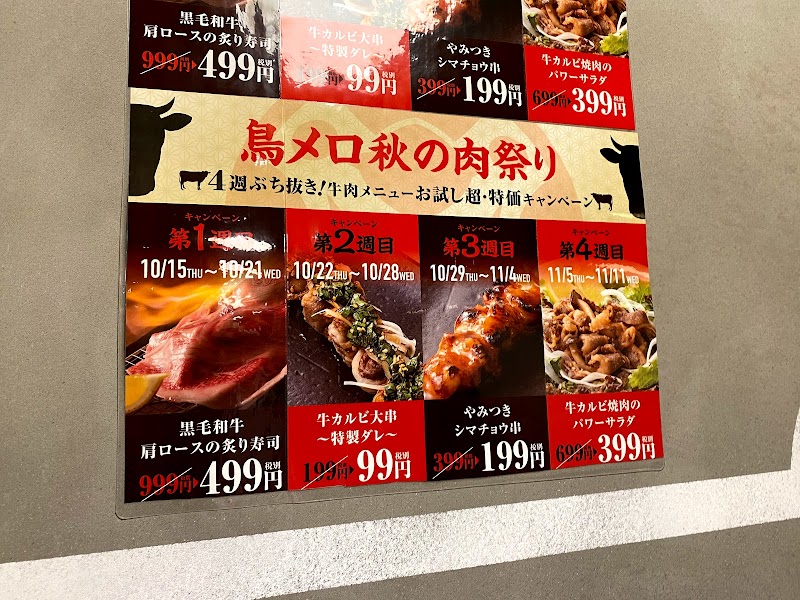 黒毛和牛
肩ロースの炙り寿司
999円▶499円税別
牛カルビ大串
～特製ダレ～
99円税別
やみつき
シマチョウ串
399円▶199円税別
牛カルビ焼肉の
パワーサラダ
699円▶399円税別
鳥メロ秋の肉祭り
4週ぶち抜き!牛肉メニューお試し超・特価キャンペーン
キャンペーン
第1週目
10/15THU～10/21WED
黒毛和牛
肩ロースの炙り寿司
999円▶499円税別
キャンペーン
第2週目
10/22THU～10/28WED
牛カルビ大串
～特製ダレ～
199円▶99円税別
キャンペーン
第3週目
10/29THU～11/4WED
やみつき
シマチョウ串
399円▶199円税別
キャンペーン
第4週目
11/5THU～11/11WED
牛カルビ焼肉の
パワーサラダ
699円▶399円税別